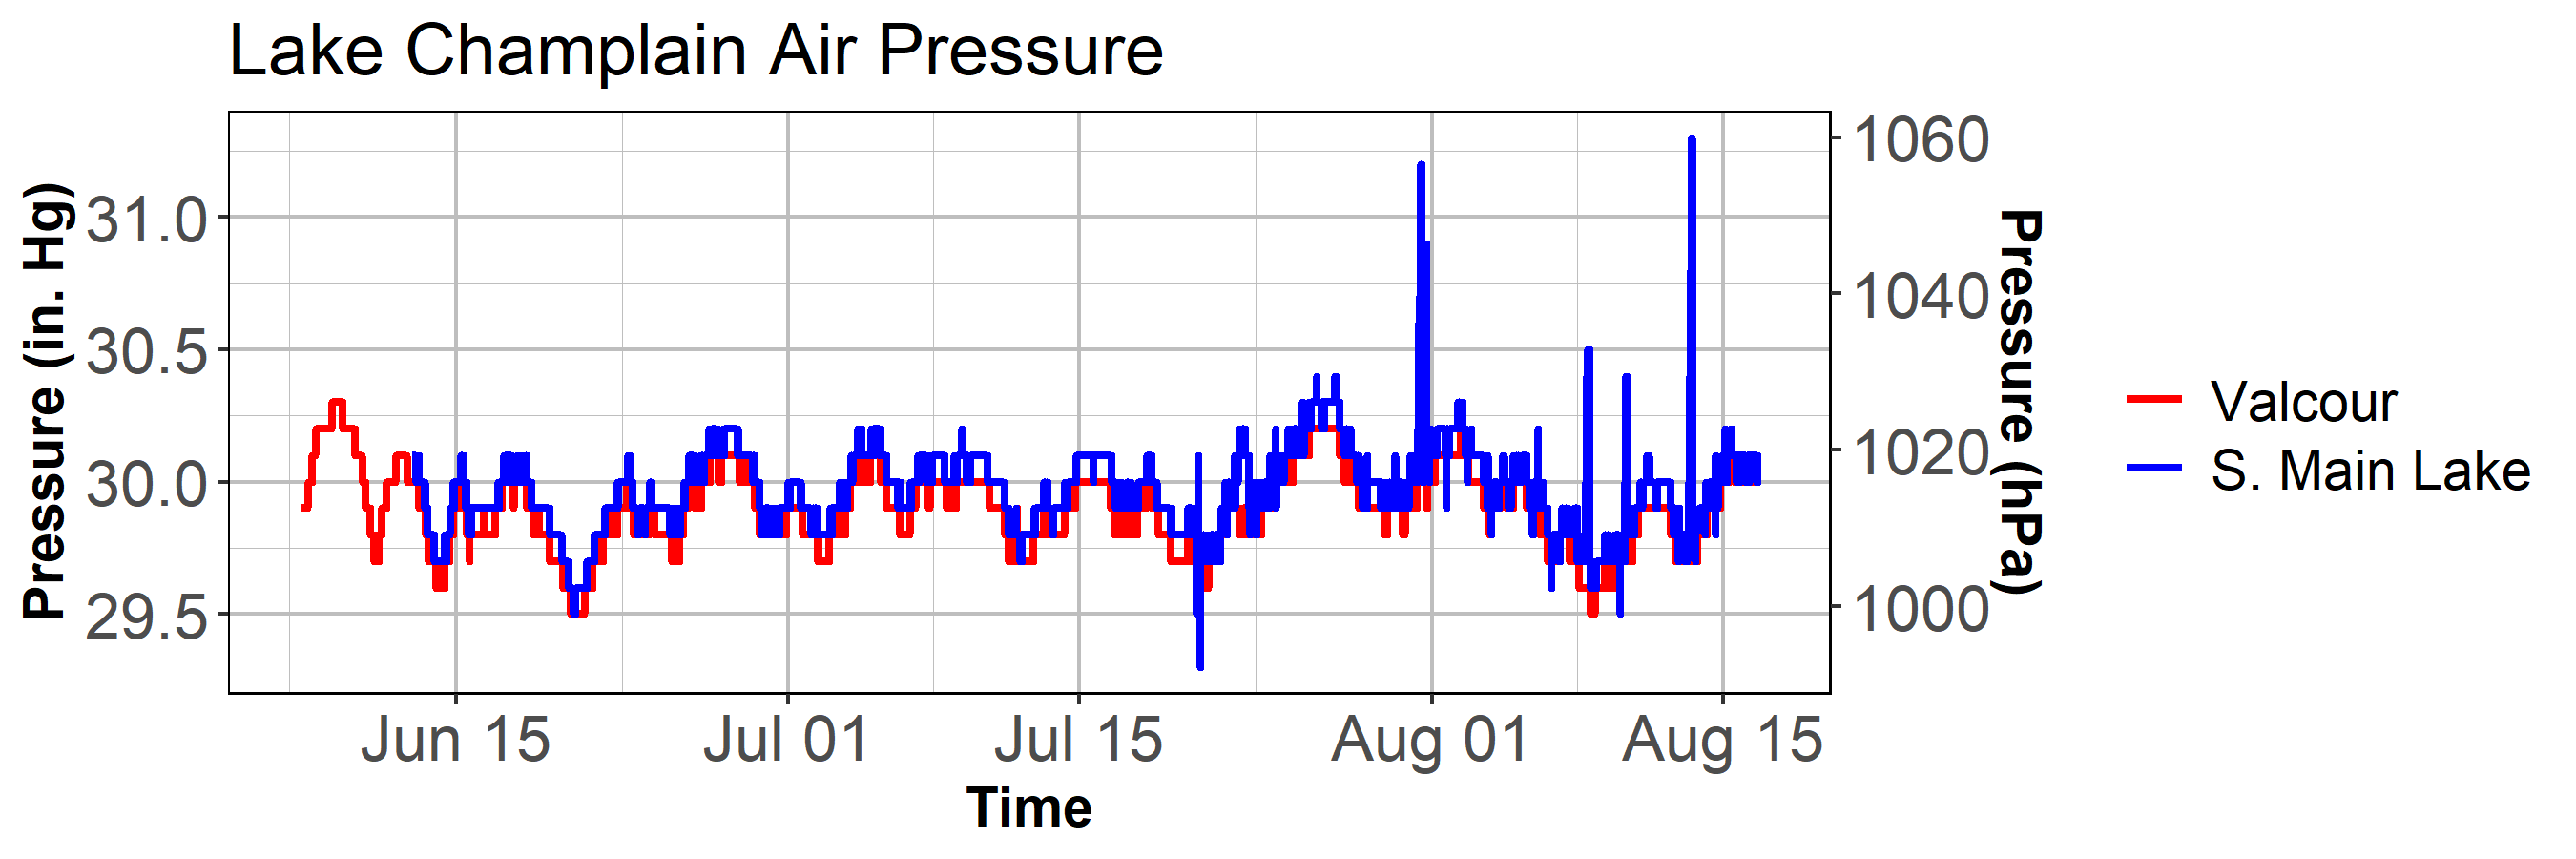 Lake Champlain Air Pressure
Pressure (in. Hg)
31.0
30.5
30.0
29.5
1060
1040
1020
1000
Pressure (hPa)
Jun 15
Jul 01
Jul 15
Aug 01
Aug 15
Time
Valcour
S. Main Lake